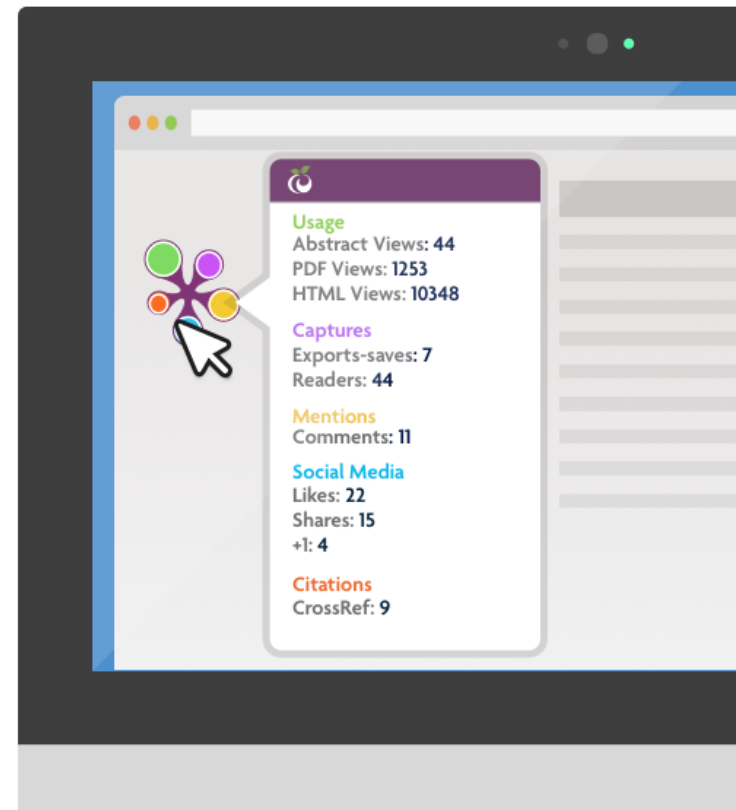 Usage
Abstract Views: 44
PDF Views: 1253
HTML Views: 10348
Captures
Exports-saves: 7
Readers: 44
Mentions
Comments: 11
Social Media
Likes: 22
Shares: 15
+1: 4
Citations
CrossRef: 9